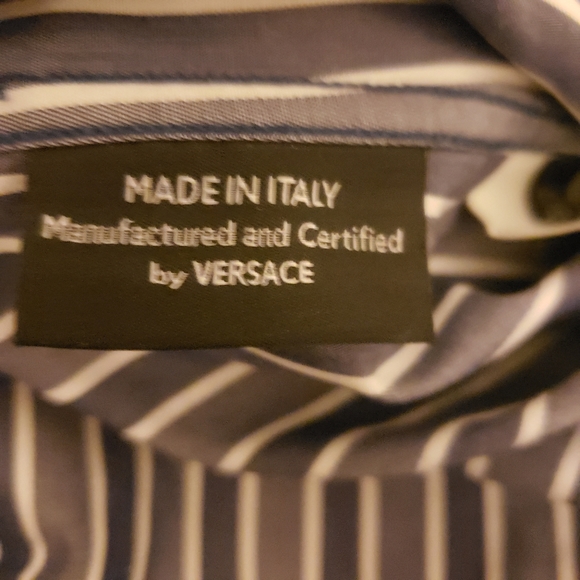 MADE IN ITALY
Manufactured and Certified
by VERSACE